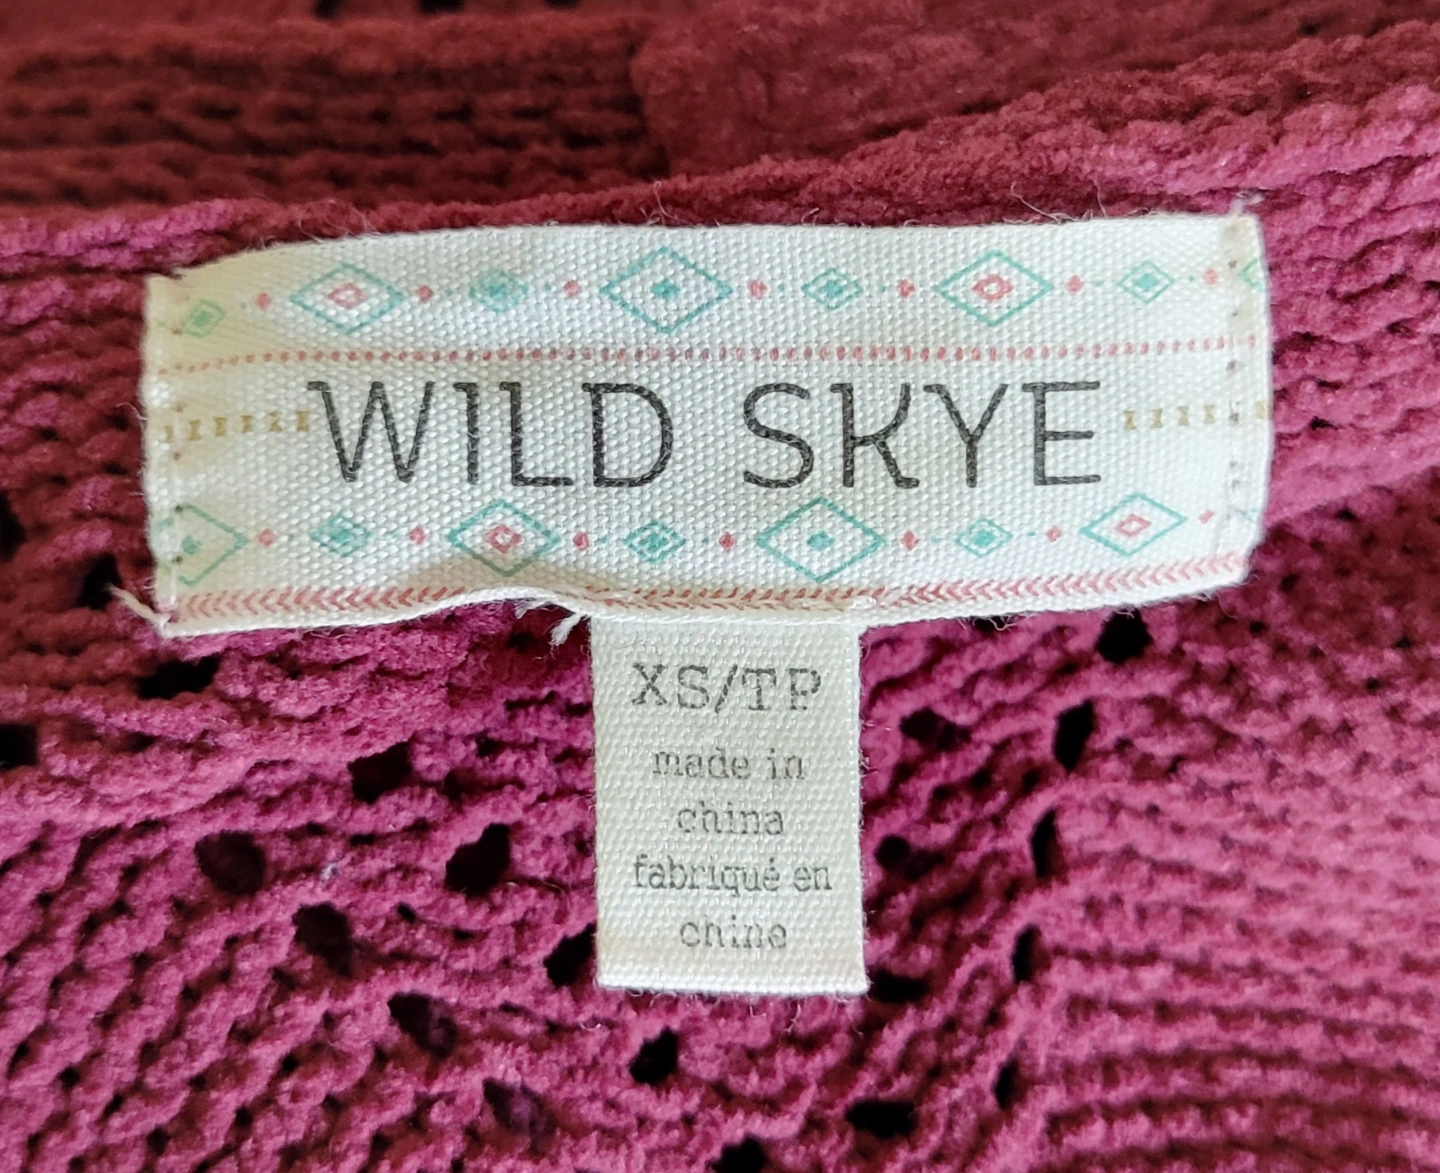 WILD SKYE
XS/TP
made in
china
fabriqué en
chine